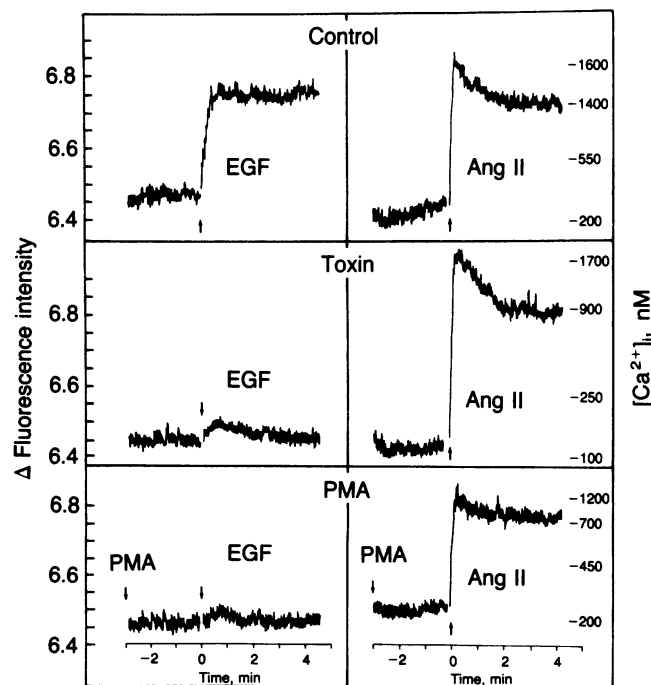 Control
6.8
6.6
6.4
EGF
Ang II
-1600
-1400
-550
-200
Toxin
6.8
6.6
6.4
EGF
Ang II
-1700
-900
-250
-100
PMA
6.8
6.6
6.4
PMA
EGF
PMA
Ang II
-1200
-700
-450
-200
-2 0 2 4
Time, min
-2 0 2 4
Time, min
Δ Fluorescence intensity
[Ca²⁺]i, nM